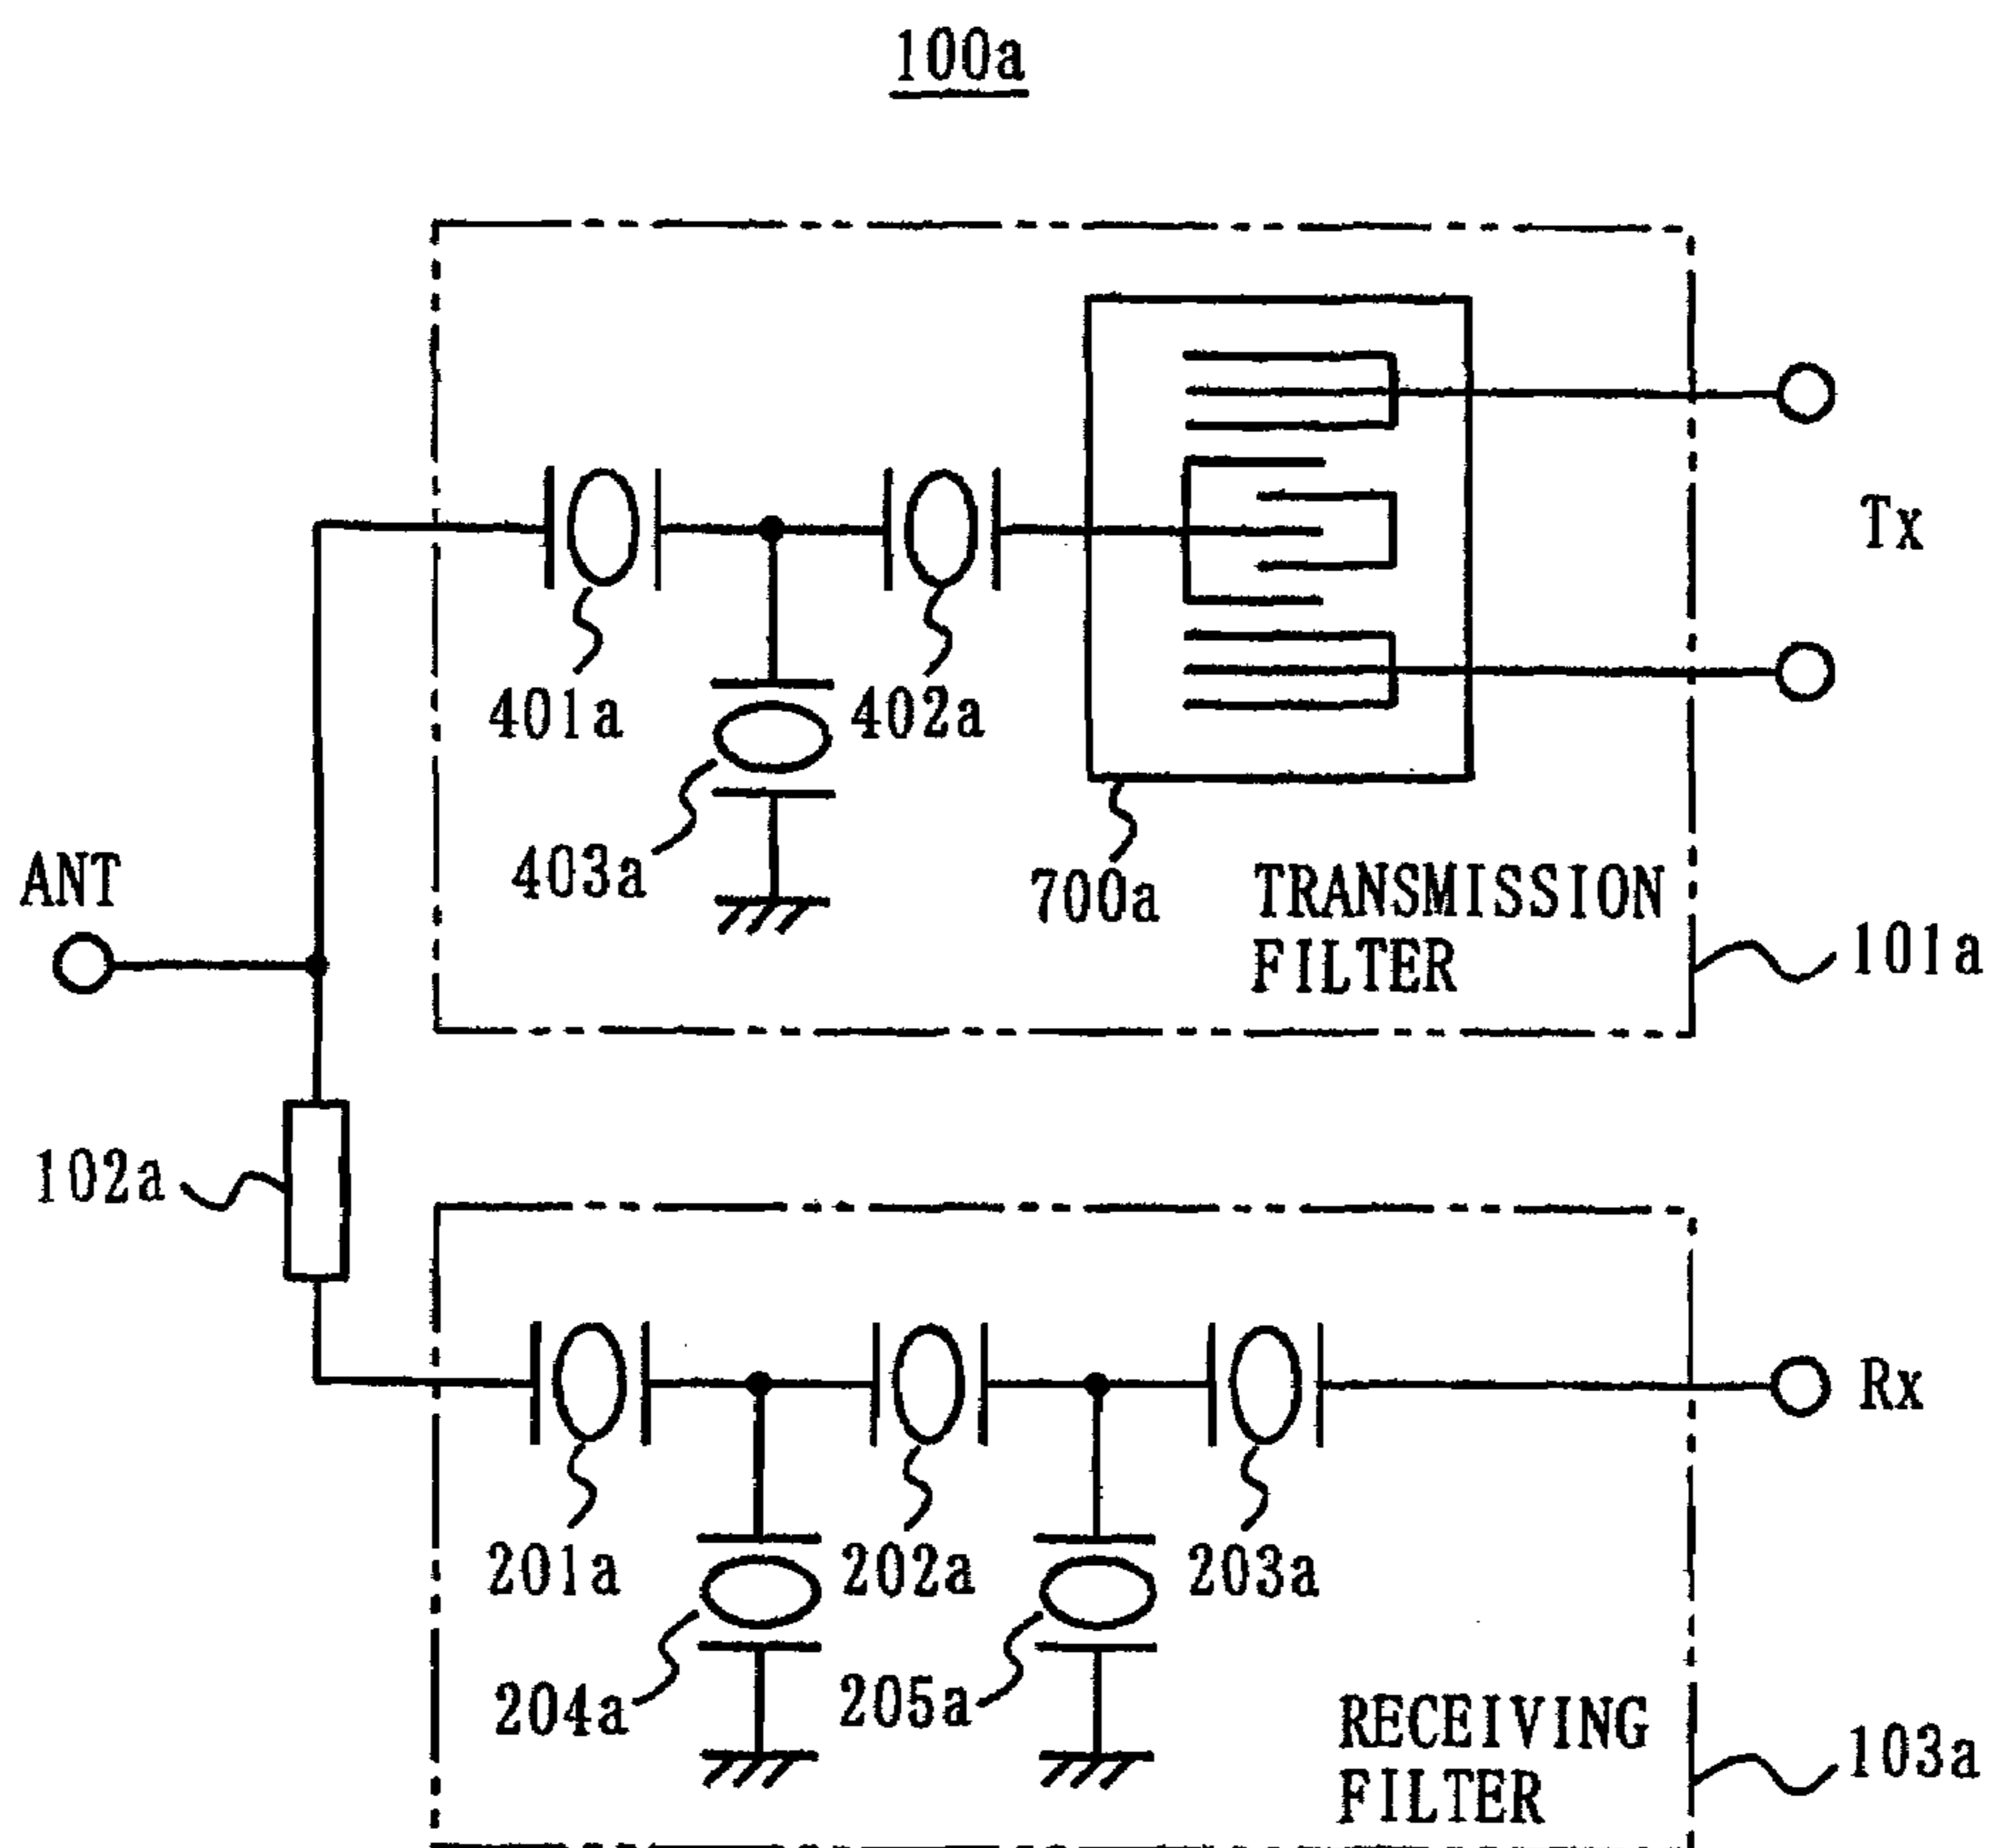 100a
Tx
401a
402a
403a
700a
TRANSMISSION
FILTER
101a
ANT
102a
Rx
201a
202a
203a
204a
205a
RECEIVING
FILTER
103a